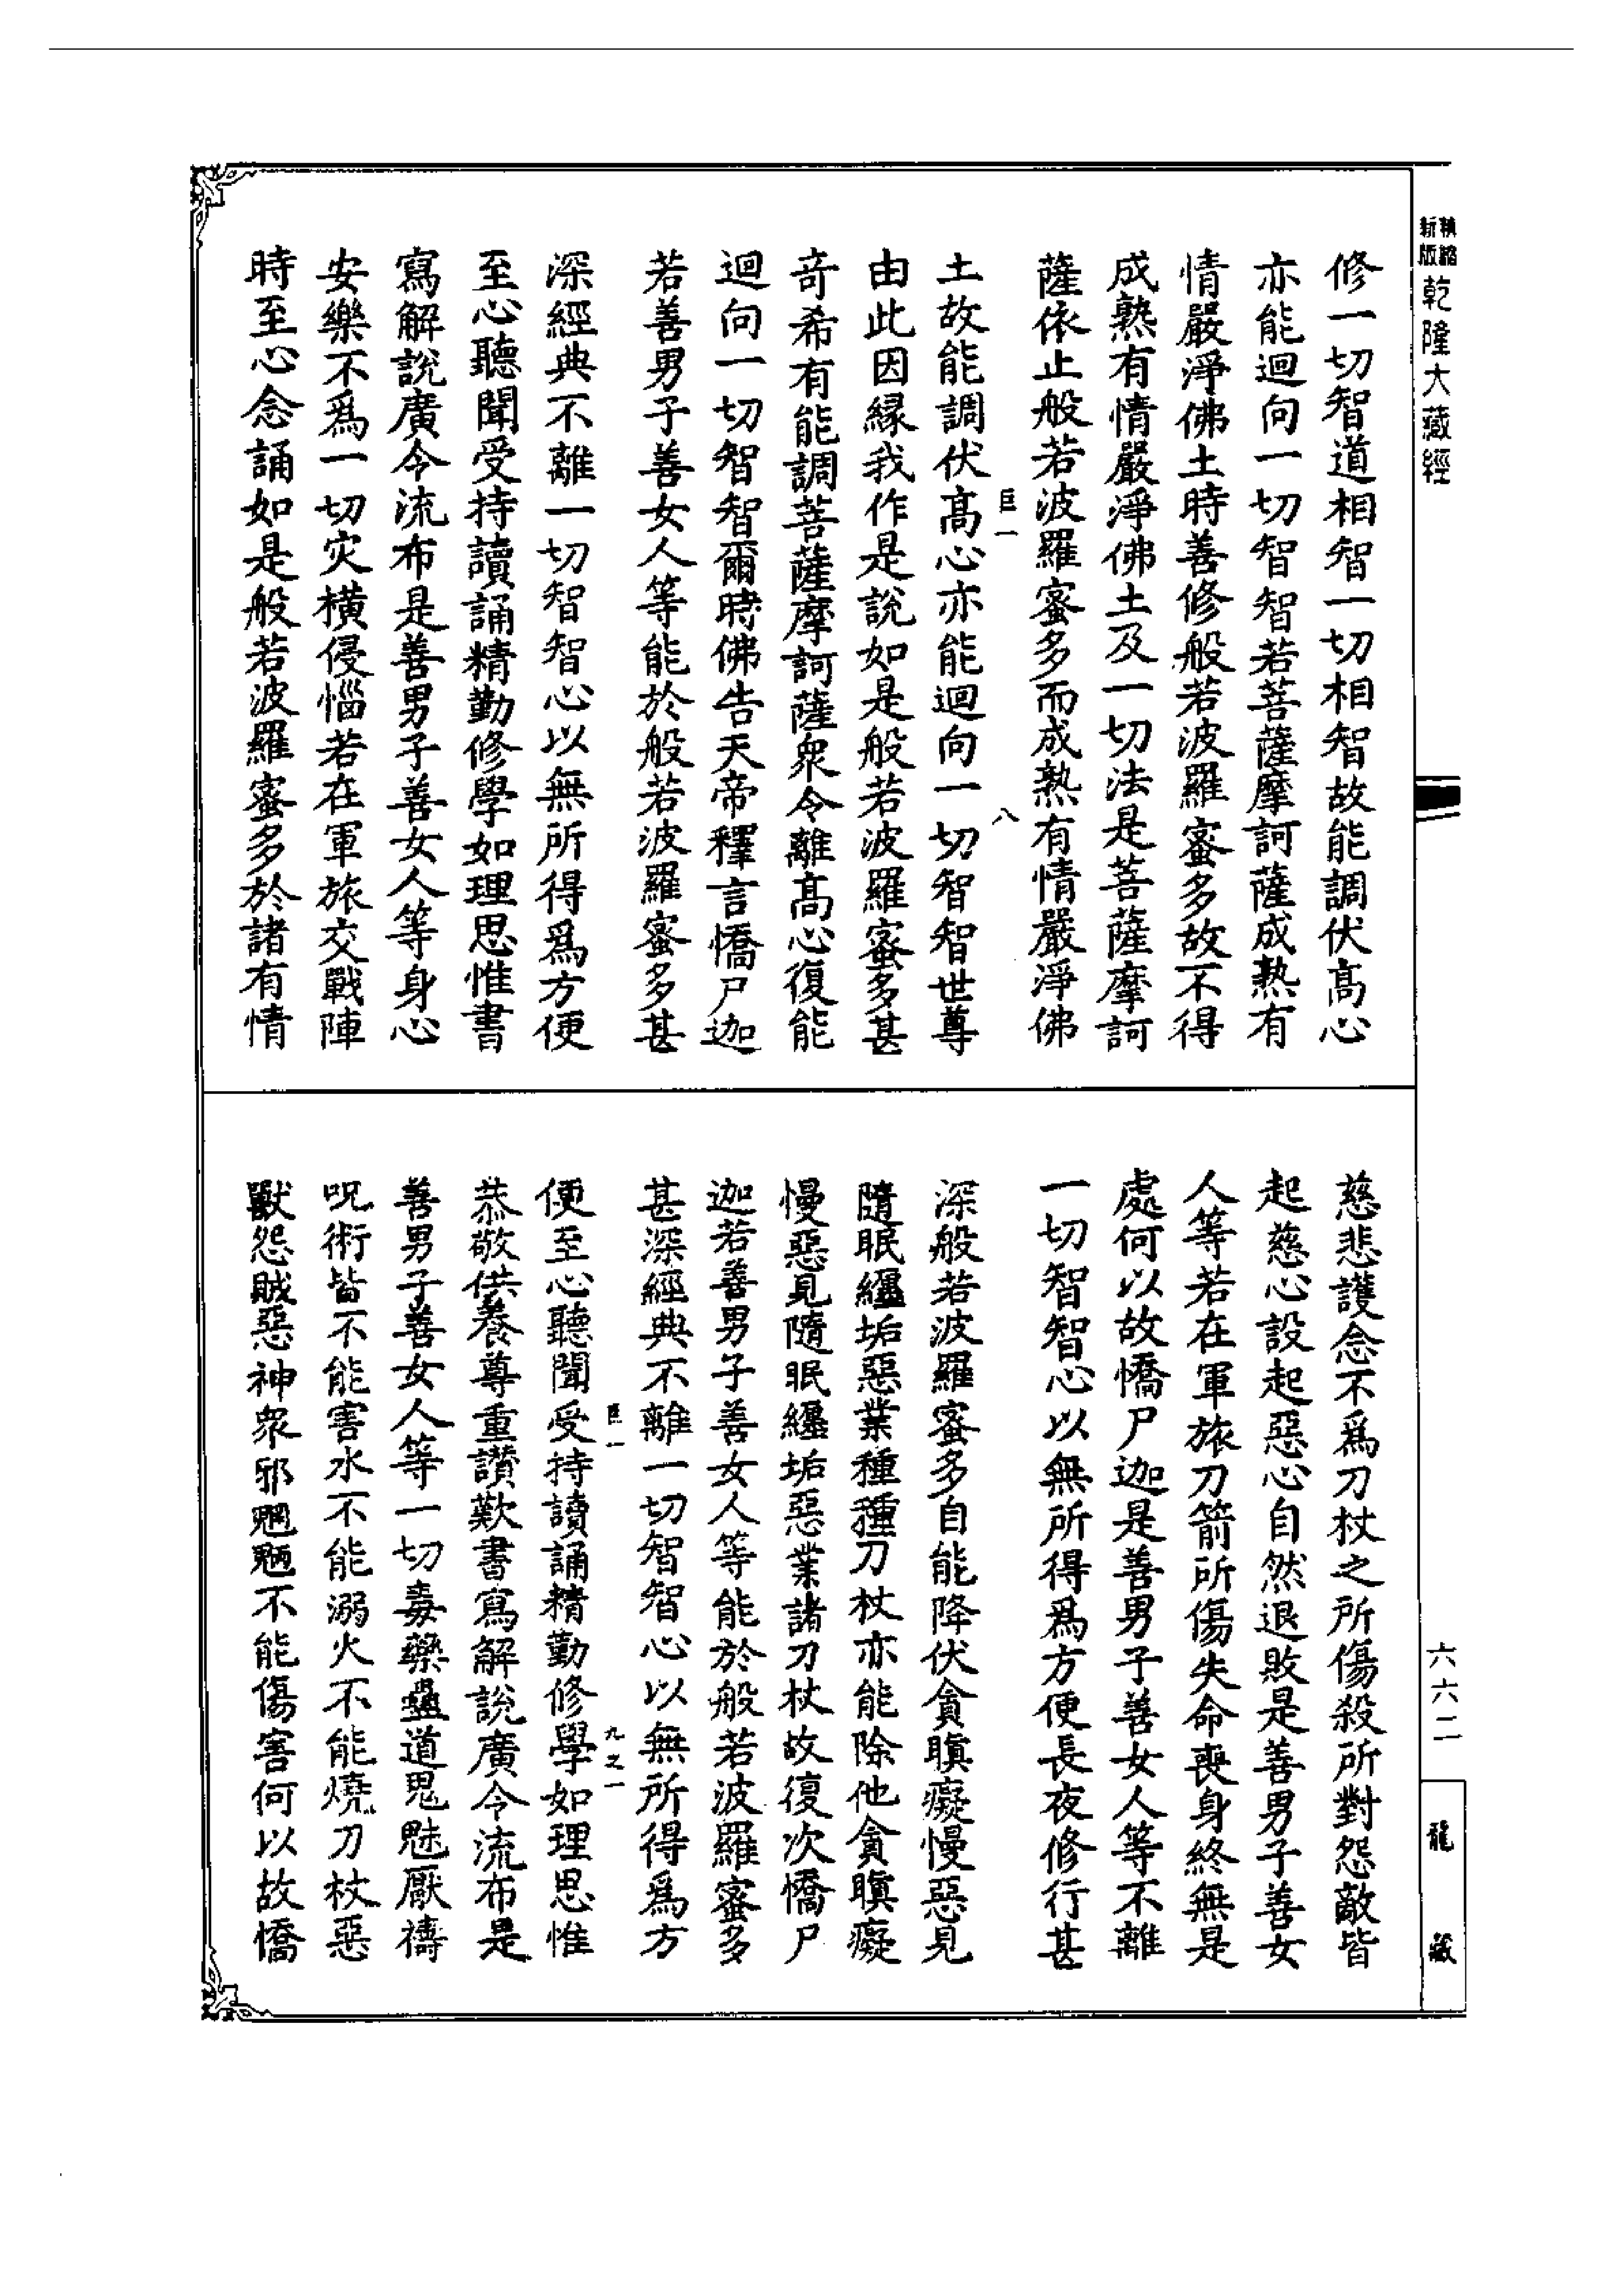 精縮新版乾隆大藏經
修一切智道相智一切相智故能調伏髙心
亦能迴向一切智智若菩薩摩訶薩成熟有
情嚴淨佛土時善修般若波羅蜜多故不得
成熟有情嚴淨佛土及一切法是菩薩摩訶
薩依止般若波羅蜜多而成熟有情嚴淨佛
臣一 八
土故能調伏髙心亦能迴向一切智智世尊
由此因縁我作是説如是般若波羅蜜多甚
竒希有能調菩薩摩訶薩衆令離髙心復能
迴向一切智智爾時佛告天帝釋言憍尸迦
若善男子善女人等能於般若波羅蜜多甚
深經典不離一切智智心以無所得爲方便
至心聽聞受持讀誦精勤修學如理思惟書
寫解說廣令流布是善男子善女人等身心
安樂不爲一切灾横侵惱若在軍旅交戰陣
時至心念誦如是般若波羅蜜多於諸有情
慈悲護念不爲刀杖之所傷殺所對怨敵皆
起慈心設起惡心自然退敗是善男子善女
人等若在軍旅刀箭所傷失命喪身終無是
處何以故憍尸迦是善男子善女人等不離
一切智智心以無所得爲方便長夜修行甚
深般若波羅蜜多自能降伏貪瞋癡慢惡見
隨眠纒垢惡業種種刀杖亦能除他貪瞋癡
慢惡見隨眠纒垢惡業諸刀杖故復次憍尸
迦若善男子善女人等能於般若波羅蜜多
甚深經典不離一切智智心以無所得爲方
臣一 九之一
便至心聽聞受持讀誦精勤修學如理思惟
恭敬供養尊重讚歎書寫解說廣令流布是
善男子善女人等一切毒藥蠱道鬼魅厭禱
呪術皆不能害水不能溺火不能燒刀杖惡
獸怨賊惡神衆邪魍魎不能傷害何以故憍
六六二
龍藏